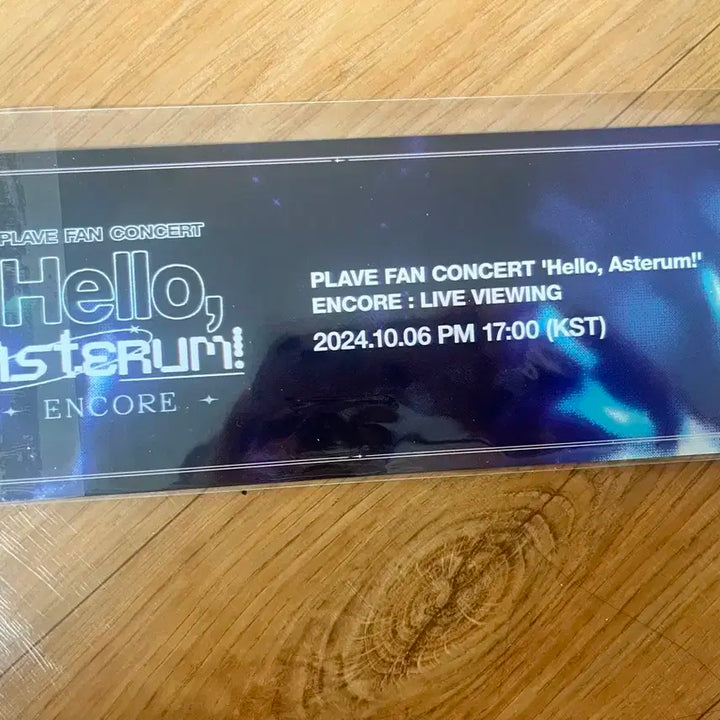 PLAVE FAN CONCERT
Hello,
Asterum!
ENCORE
PLAVE FAN CONCERT 'Hello, Asterum!'
ENCORE : LIVE VIEWING
2024.10.06 PM 17:00 (KST)